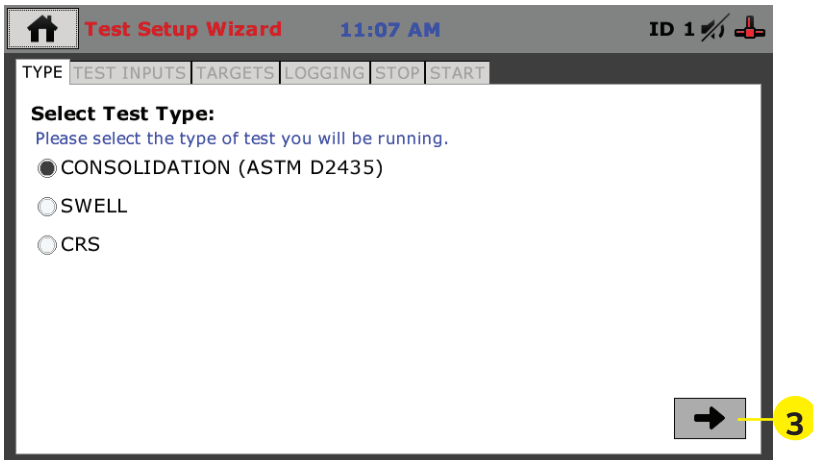 Test Setup Wizard 11:07 AM ID 1
TYPE TEST INPUTS TARGETS LOGGING STOP START
Select Test Type:
Please select the type of test you will be running.
CONSOLIDATION (ASTM D2435)
SWELL
CRS
3